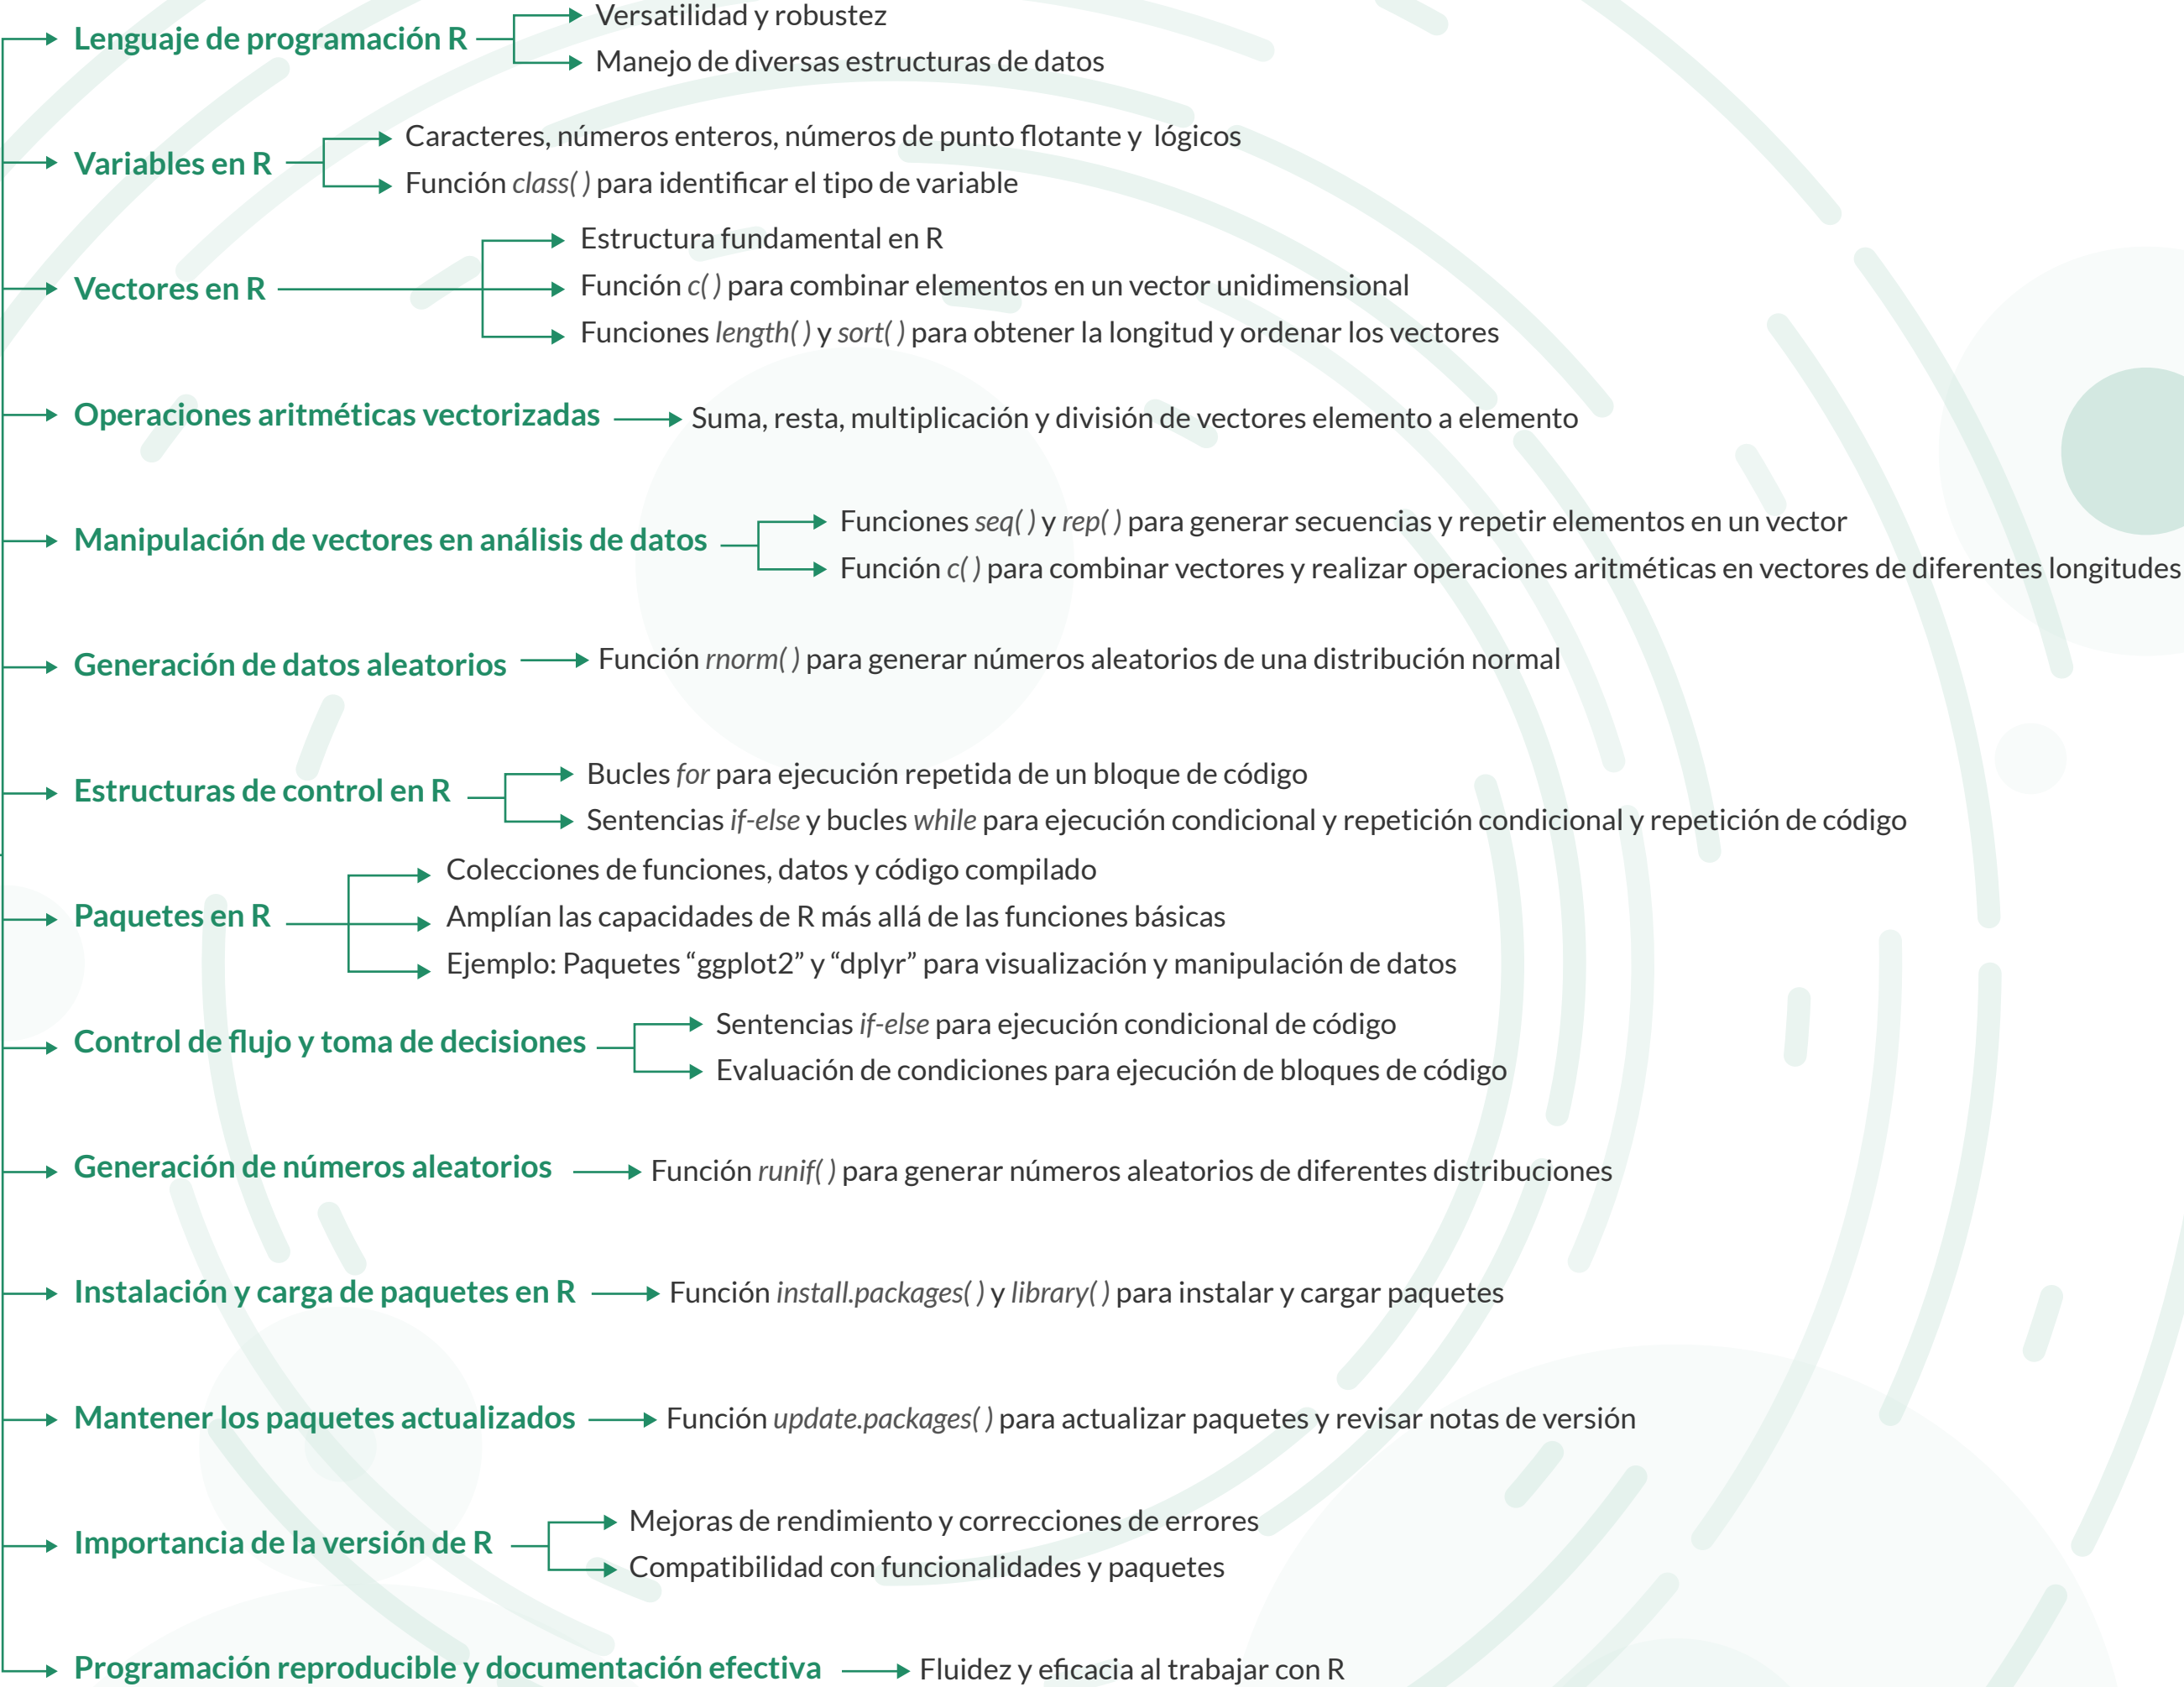 Lenguaje de programación R
Versatilidad y robustez
Manejo de diversas estructuras de datos
Variables en R
Caracteres, números enteros, números de punto flotante y lógicos
Función class( ) para identificar el tipo de variable
Vectores en R
Estructura fundamental en R
Función c( ) para combinar elementos en un vector unidimensional
Funciones length( ) y sort( ) para obtener la longitud y ordenar los vectores
Operaciones aritméticas vectorizadas
Suma, resta, multiplicación y división de vectores elemento a elemento
Manipulación de vectores en análisis de datos
Funciones seq( ) y rep( ) para generar secuencias y repetir elementos en un vector
Función c( ) para combinar vectores y realizar operaciones aritméticas en vectores de diferentes longitudes
Generación de datos aleatorios
Función rnorm( ) para generar números aleatorios de una distribución normal
Estructuras de control en R
Bucles for para ejecución repetida de un bloque de código
Sentencias if-else y bucles while para ejecución condicional y repetición condicional y repetición de código
Paquetes en R
Colecciones de funciones, datos y código compilado
Amplían las capacidades de R más allá de las funciones básicas
Ejemplo: Paquetes “ggplot2” y “dplyr” para visualización y manipulación de datos
Control de flujo y toma de decisiones
Sentencias if-else para ejecución condicional de código
Evaluación de condiciones para ejecución de bloques de código
Generación de números aleatorios
Función runif( ) para generar números aleatorios de diferentes distribuciones
Instalación y carga de paquetes en R
Función install.packages( ) y library( ) para instalar y cargar paquetes
Mantener los paquetes actualizados
Función update.packages( ) para actualizar paquetes y revisar notas de versión
Importancia de la versión de R
Mejoras de rendimiento y correcciones de errores
Compatibilidad con funcionalidades y paquetes
Programación reproducible y documentación efectiva
Fluidez y eficacia al trabajar con R